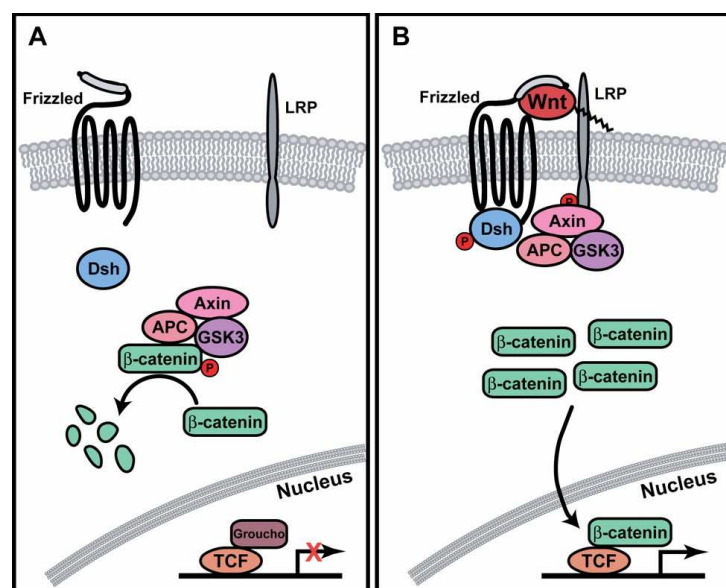 A
Frizzled
LRP
Dsh
Axin
APC
GSK3
β-catenin
P
β-catenin
Nucleus
Groucho
X
TCF
B
Frizzled
Wnt
LRP
P
Dsh
P
Axin
APC
GSK3
β-catenin
β-catenin
β-catenin
β-catenin
Nucleus
β-catenin
TCF